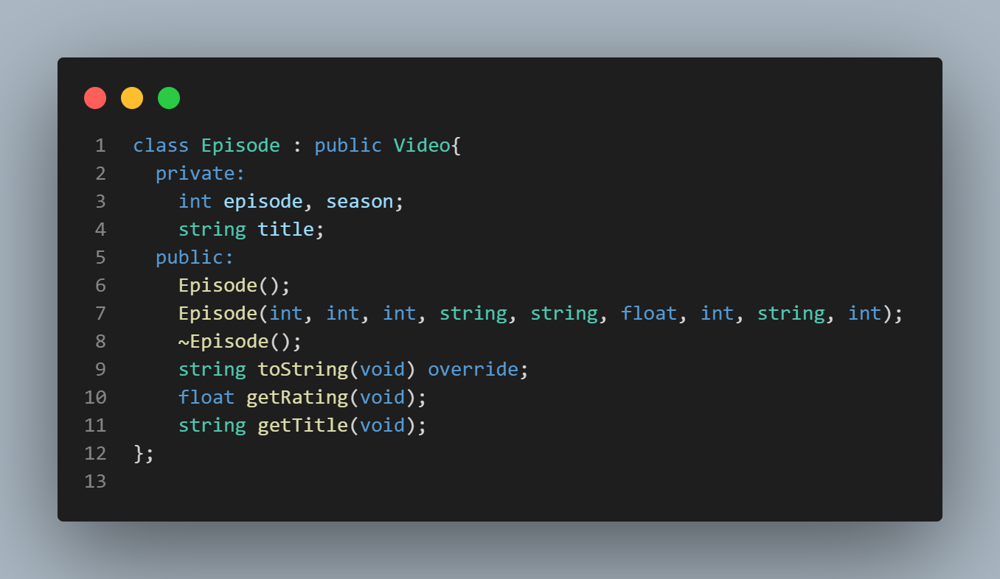 1 class Episode : public Video{
2 private:
3 int episode, season;
4 string title;
5 public:
6 Episode();
7 Episode(int, int, int, string, string, float, int, string, int);
8 ~Episode();
9 string toString(void) override;
10 float getRating(void);
11 string getTitle(void);
12 };
13